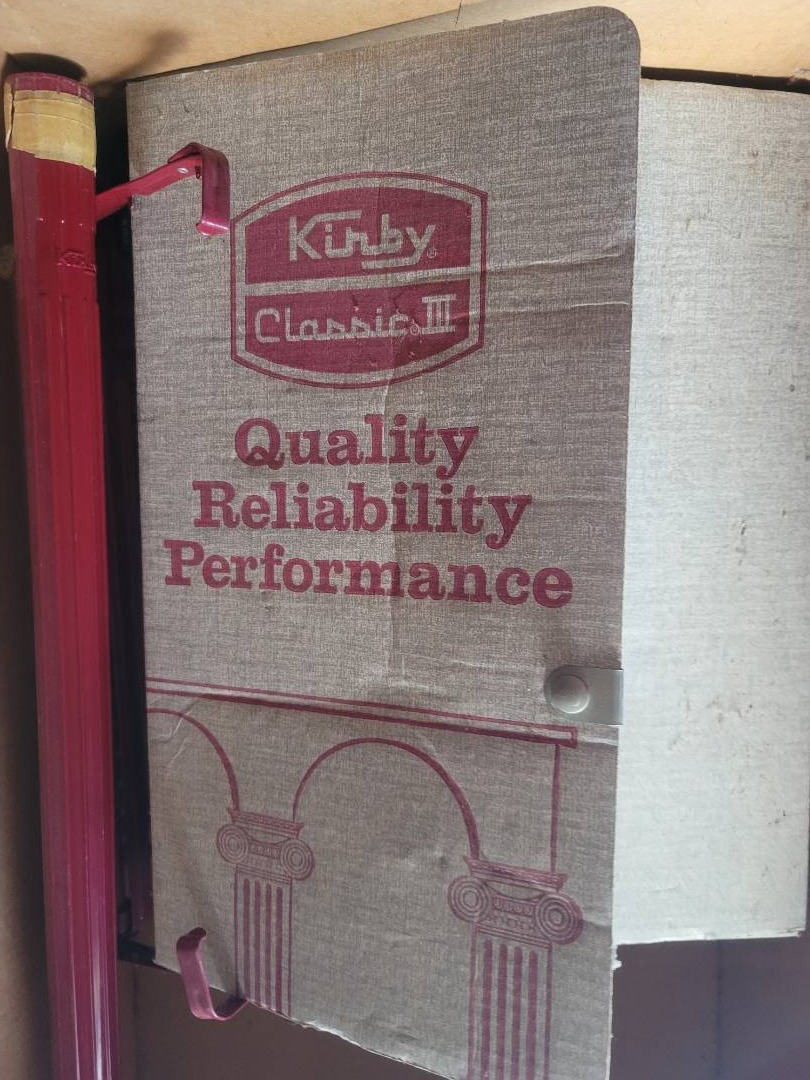 Kirby®
Classic® III
Quality
Reliability
Performance